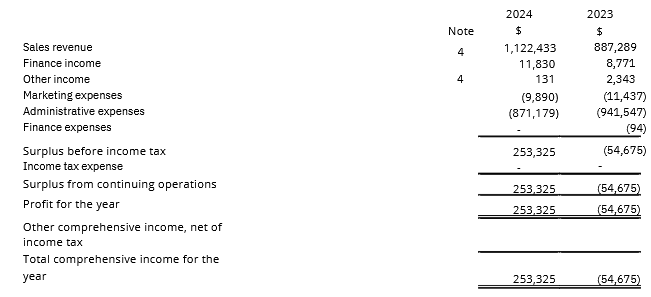 2024 2023
Note $ $
Sales revenue 4 1,122,433 887,289
Finance income 11,830 8,771
Other income 4 131 2,343
Marketing expenses (9,890) (11,437)
Administrative expenses (871,179) (941,547)
Finance expenses - (94)
Surplus before income tax 253,325 (54,675)
Income tax expense - -
Surplus from continuing operations 253,325 (54,675)
Profit for the year 253,325 (54,675)
Other comprehensive income, net of
income tax
Total comprehensive income for the
year 253,325 (54,675)